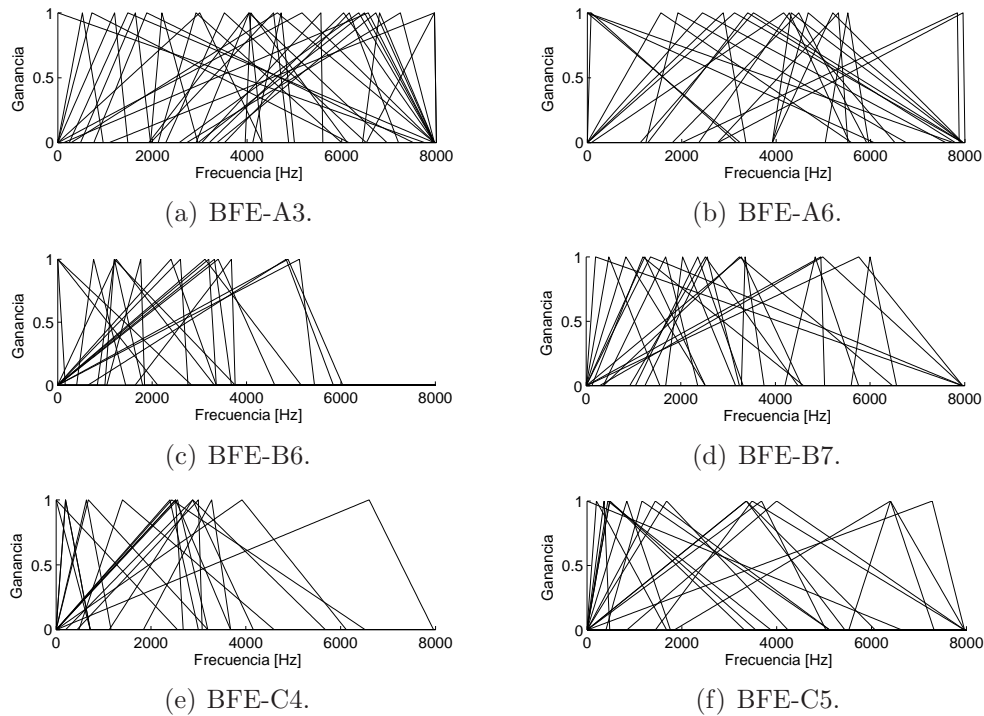 1
0.5
0
Ganancia
0 2000 4000 6000 8000
Frecuencia [Hz]
(a) BFE-A3.
1
0.5
0
Ganancia
0 2000 4000 6000 8000
Frecuencia [Hz]
(b) BFE-A6.
1
0.5
0
Ganancia
0 2000 4000 6000 8000
Frecuencia [Hz]
(c) BFE-B6.
1
0.5
0
Ganancia
0 2000 4000 6000 8000
Frecuencia [Hz]
(d) BFE-B7.
1
0.5
0
Ganancia
0 2000 4000 6000 8000
Frecuencia [Hz]
(e) BFE-C4.
1
0.5
0
Ganancia
0 2000 4000 6000 8000
Frecuencia [Hz]
(f) BFE-C5.